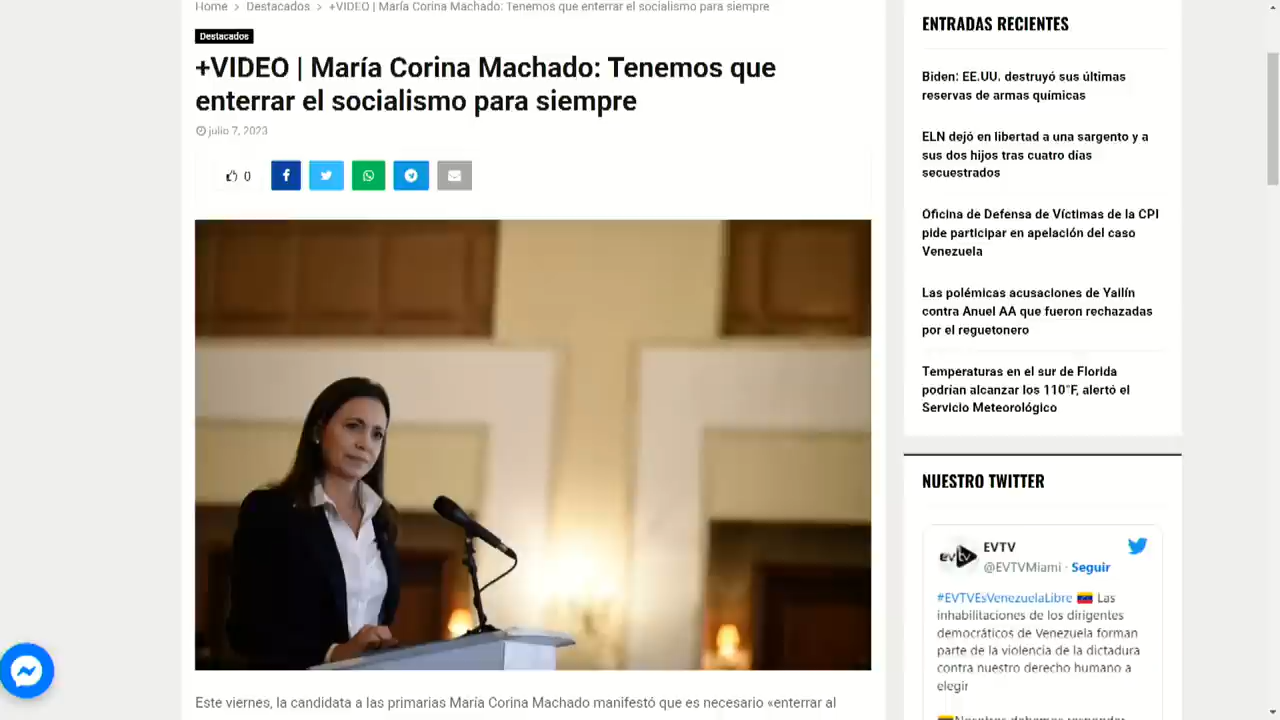 Home > Destacados > +VIDEO | María Corina Machado: Tenemos que enterrar el socialismo para siempre
Destacados
+VIDEO | María Corina Machado: Tenemos que
enterrar el socialismo para siempre
julio 7, 2023
0
Este viernes, la candidata a las primarias María Corina Machado manifestó que es necesario «enterrar al
ENTRADAS RECIENTES
Biden: EE.UU. destruyó sus últimas
reservas de armas químicas
ELN dejó en libertad a una sargento y a
sus dos hijos tras cuatro días
secuestrados
Oficina de Defensa de Víctimas de la CPI
pide participar en apelación del caso
Venezuela
Las polémicas acusaciones de Yailín
contra Anuel AA que fueron rechazadas
por el reguetonero
Temperaturas en el sur de Florida
podrían alcanzar los 110°F, alertó el
Servicio Meteorológico
NUESTRO TWITTER
evtv
EVTV
@EVTVMiami · Seguir
#EVTVEsVenezuelaLibre 🇻🇪 Las
inhabilitaciones de los dirigentes
democráticos de Venezuela forman
parte de la violencia de la dictadura
contra nuestro derecho humano a
elegir
🇻🇪Nosotros debemos responder